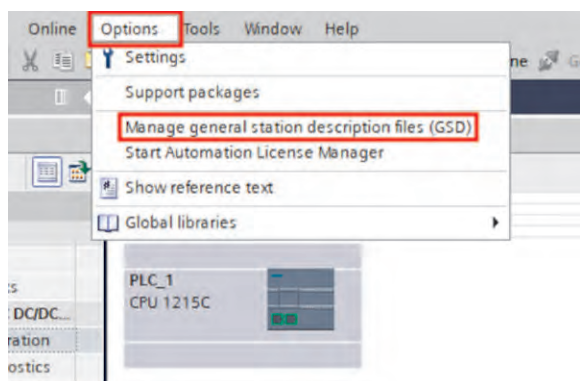 Online Options Tools Window Help
Settings
ne
Support packages
Manage general station description files (GSD)
Start Automation License Manager
Show reference text
Global libraries
PLC_1
CPU 1215C
DC/DC...
ration
ostics